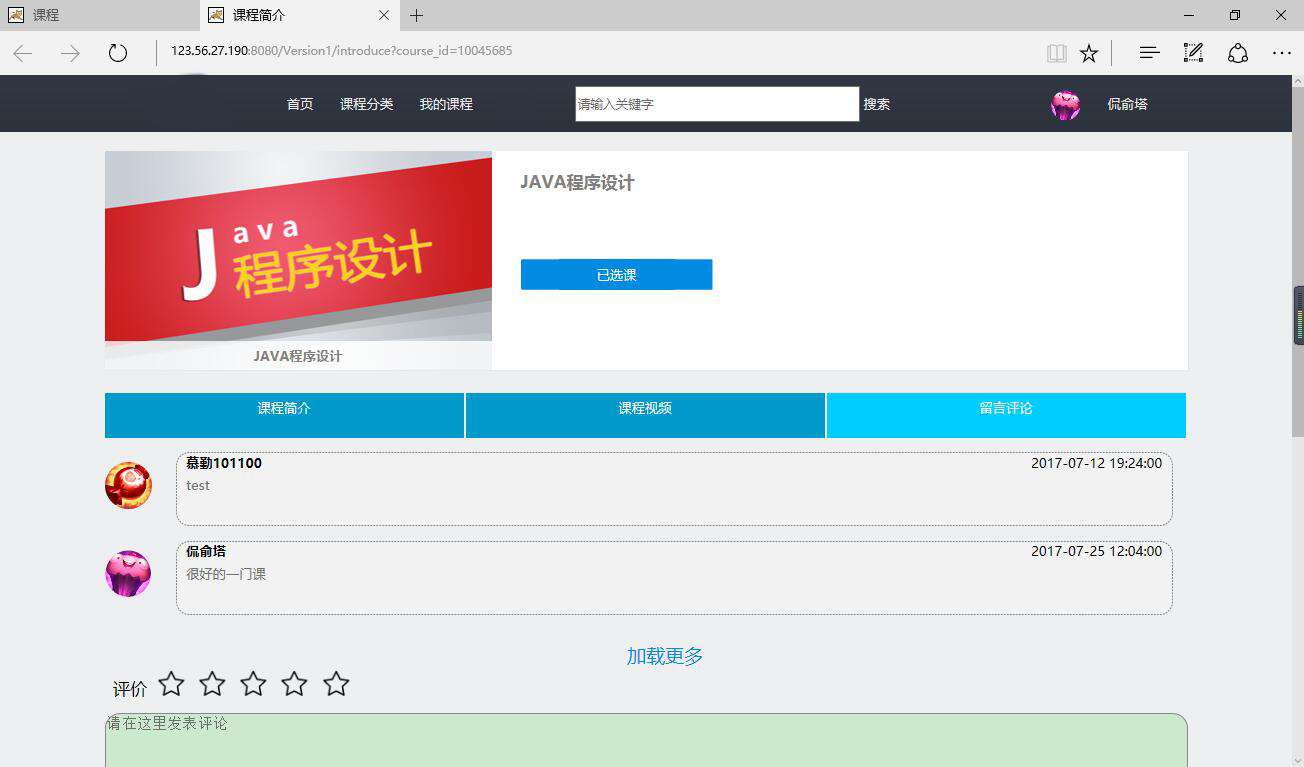 课程
课程简介
123.56.27.190:8080/Version1/introduce?course_id=10045685
首页 课程分类 我的课程 请输入关键字 搜索 侃俞塔
Java
程序设计
JAVA程序设计
JAVA程序设计
已选课
课程简介 课程视频 留言评论
慕勤101100 2017-07-12 19:24:00
test
侃俞塔 2017-07-25 12:04:00
很好的一门课
加载更多
评价
请在这里发表评论